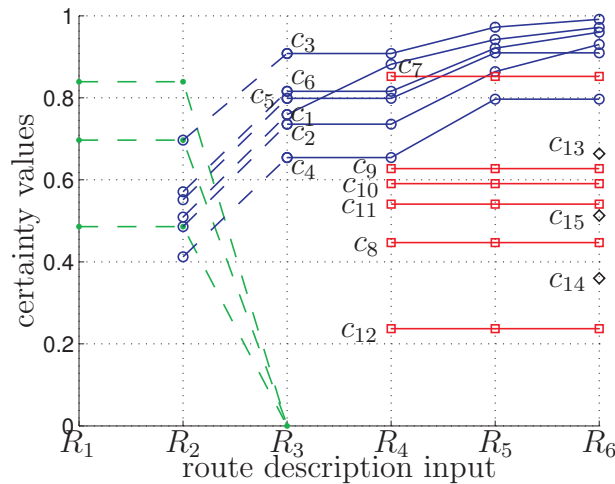 1
c3
c7
c6
c5
0.8
c1
c2
c13
c4
c9
0.6
c10
c11
c15
c8
0.4
c14
c12
0.2
0
certainty values
R1 R2 R3 R4 R5 R6
route description input